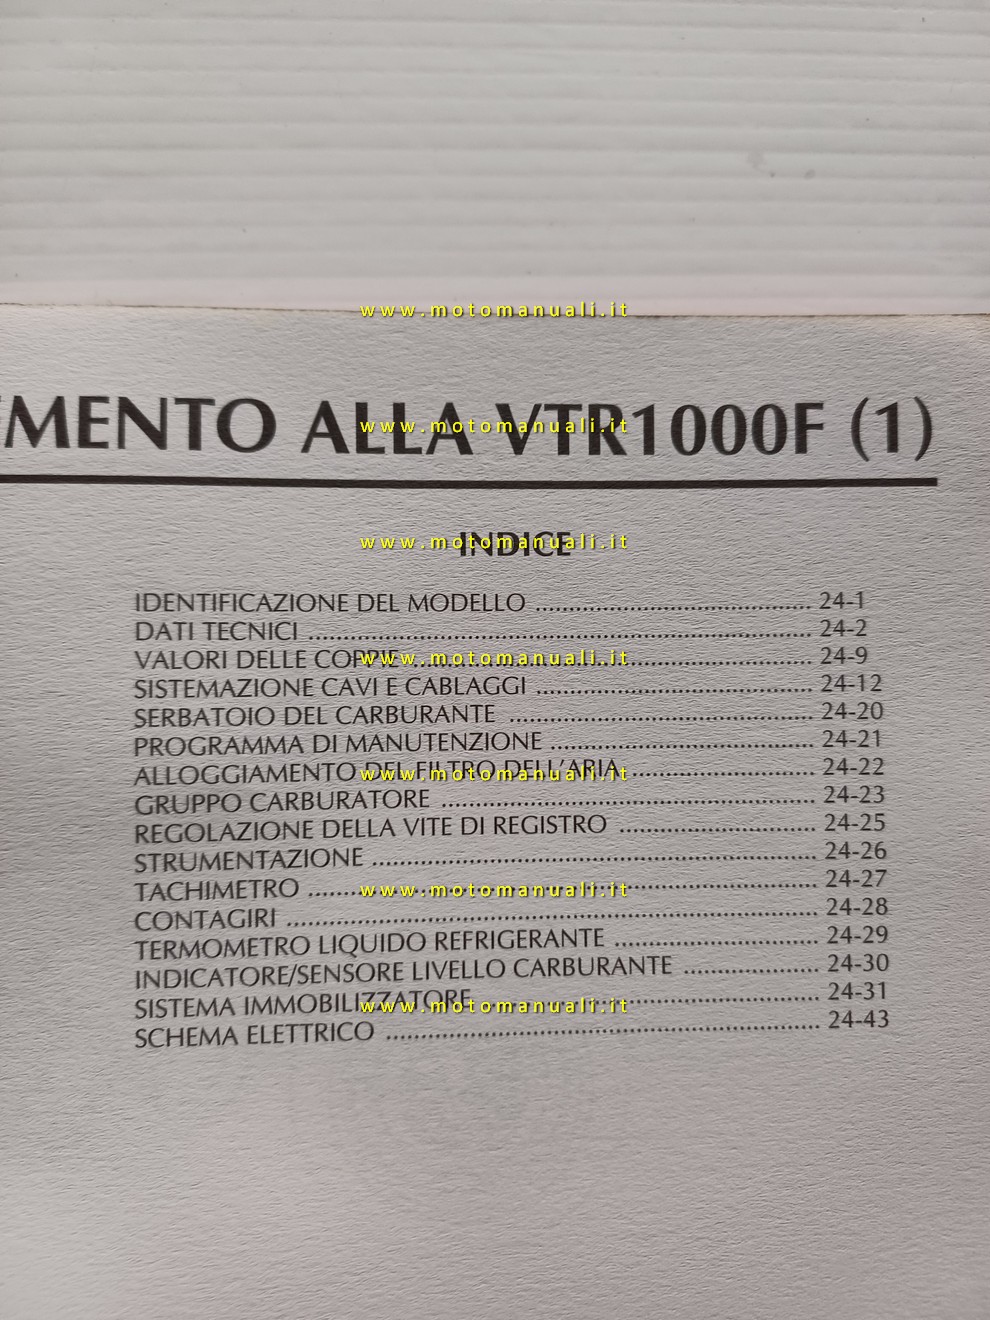 www.motomanuali.it
EMENTO ALLA VTR1000F (1)
www.motomanuali.it
INDICE
www.motomanuali.it
IDENTIFICAZIONE DEL MODELLO ........................................ 24-1
DATI TECNICI ........................................ 24-2
VALORI DELLE COPPIE ........................................ 24-9
www.motomanuali.it
SISTEMAZIONE CAVI E CABLAGGI ........................................ 24-12
SERBATOIO DEL CARBURANTE ........................................ 24-20
PROGRAMMA DI MANUTENZIONE ........................................ 24-21
ALLOGGIAMENTO DEL FILTRO DELL'ARIA ........................................ 24-22
www.motomanuali.it
GRUPPO CARBURATORE ........................................ 24-23
REGOLAZIONE DELLA VITE DI REGISTRO ........................................ 24-25
STRUMENTAZIONE ........................................ 24-26
TACHIMETRO ........................................ 24-27
www.motomanuali.it
CONTAGIRI ........................................ 24-28
TERMOMETRO LIQUIDO REFRIGERANTE ........................................ 24-29
INDICATORE/SENSORE LIVELLO CARBURANTE ........................................ 24-30
SISTEMA IMMOBILIZZATORE ........................................ 24-31
www.motomanuali.it
SCHEMA ELETTRICO ........................................ 24-43